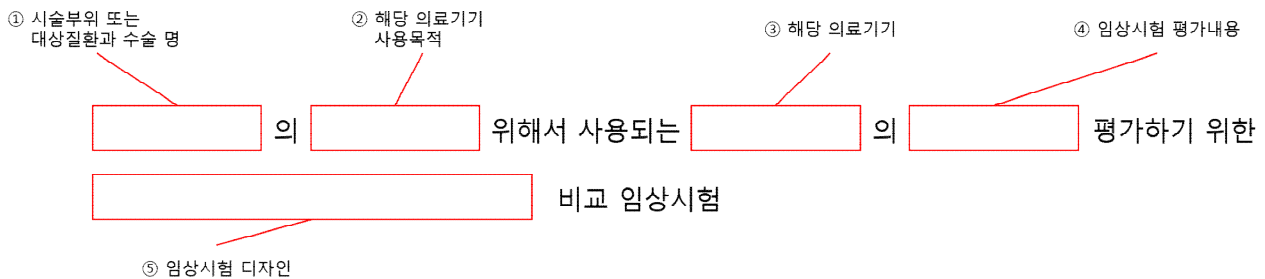 ① 시술부위 또는
대상질환과 수술 명
② 해당 의료기기
사용목적
③ 해당 의료기기
④ 임상시험 평가내용
의 위해서 사용되는 의 평가하기 위한
비교 임상시험
⑤ 임상시험 디자인